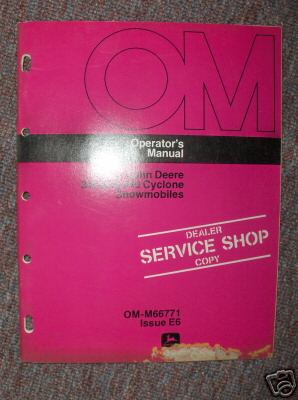 OM
Operator's
Manual
John Deere
Cyclone
Snowmobiles
DEALER
SERVICE SHOP
COPY
OM-M66771
Issue E6